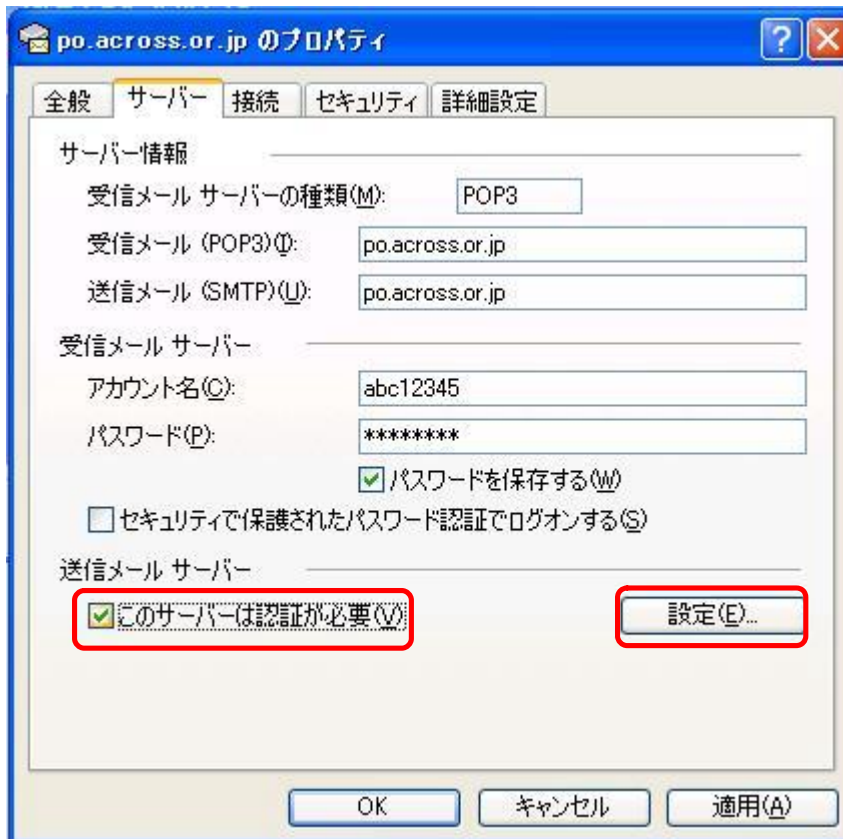 po.across.or.jp のプロパティ
全般 サーバー 接続 セキュリティ 詳細設定
サーバー情報
受信メール サーバーの種類(M): POP3
受信メール (POP3)(I): po.across.or.jp
送信メール (SMTP)(U): po.across.or.jp
受信メール サーバー
アカウント名(C): abc12345
パスワード(P): ********
パスワードを保存する(W)
セキュリティで保護されたパスワード認証でログオンする(S)
送信メール サーバー
このサーバーは認証が必要(V) 設定(E)...
OK キャンセル 適用(A)